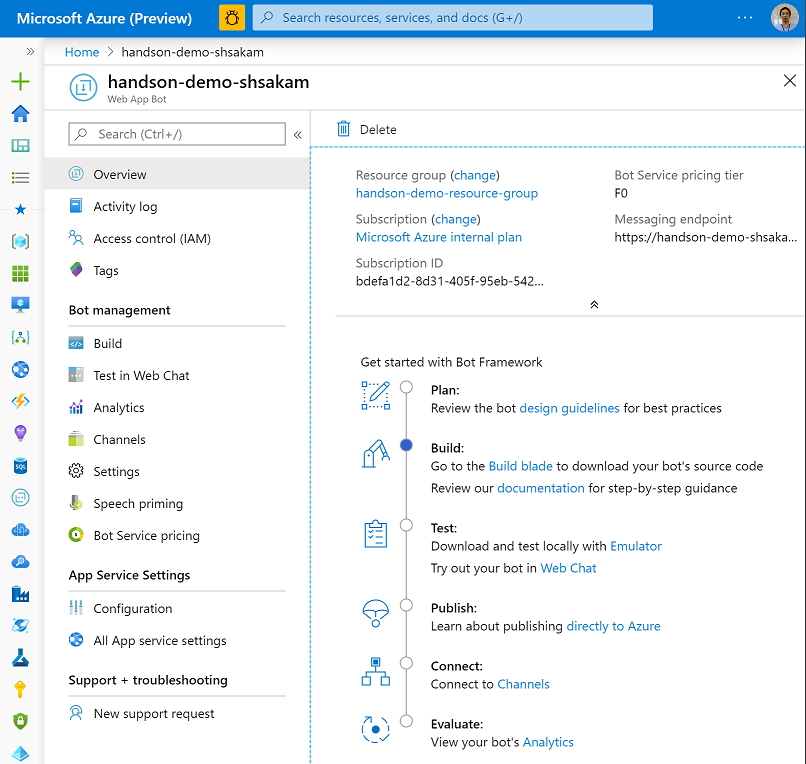 Microsoft Azure (Preview)
Search resources, services, and docs (G+/)
Home > handson-demo-shsakam
handson-demo-shsakam
Web App Bot
Search (Ctrl+/)
Overview
Activity log
Access control (IAM)
Tags
Bot management
Build
Test in Web Chat
Analytics
Channels
Settings
Speech priming
Bot Service pricing
App Service Settings
Configuration
All App service settings
Support + troubleshooting
New support request
Delete
Resource group (change)
handson-demo-resource-group
Subscription (change)
Microsoft Azure internal plan
Subscription ID
bdefa1d2-8d31-405f-95eb-542...
Bot Service pricing tier
F0
Messaging endpoint
https://handson-demo-shsaka...
Get started with Bot Framework
Plan:
Review the bot design guidelines for best practices
Build:
Go to the Build blade to download your bot's source code
Review our documentation for step-by-step guidance
Test:
Download and test locally with Emulator
Try out your bot in Web Chat
Publish:
Learn about publishing directly to Azure
Connect:
Connect to Channels
Evaluate:
View your bot's Analytics
SQL